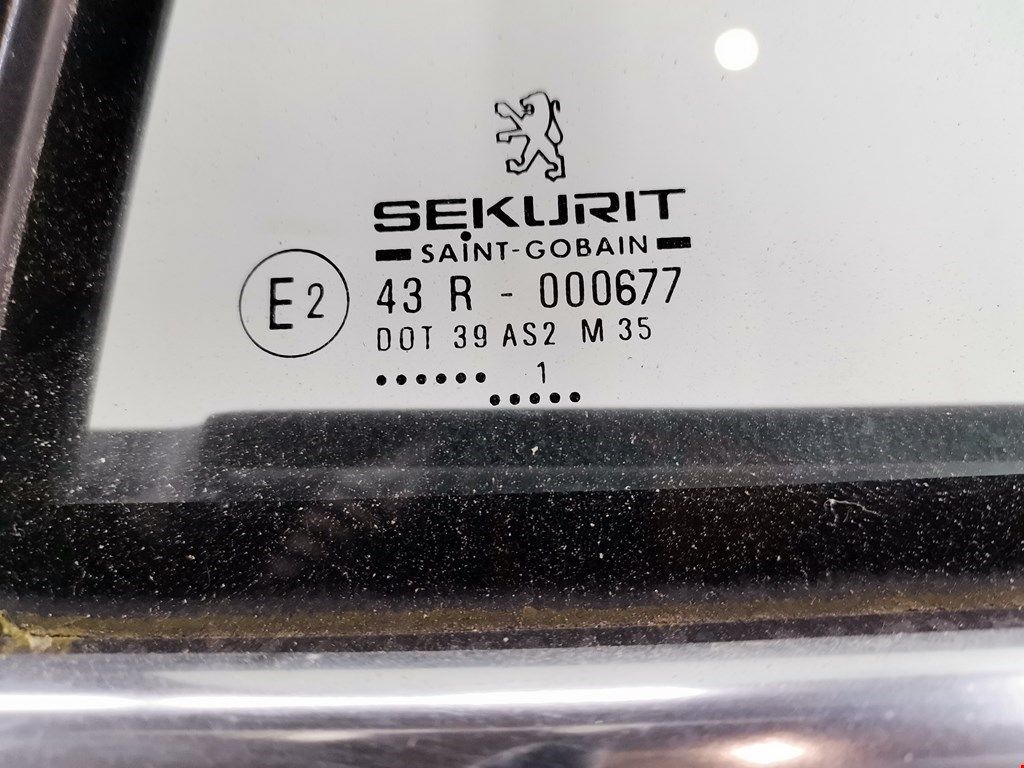 SEKURIT
SAINT-GOBAIN
E2
43 R - 000677
DOT 39 AS2 M 35
...... 1
.....